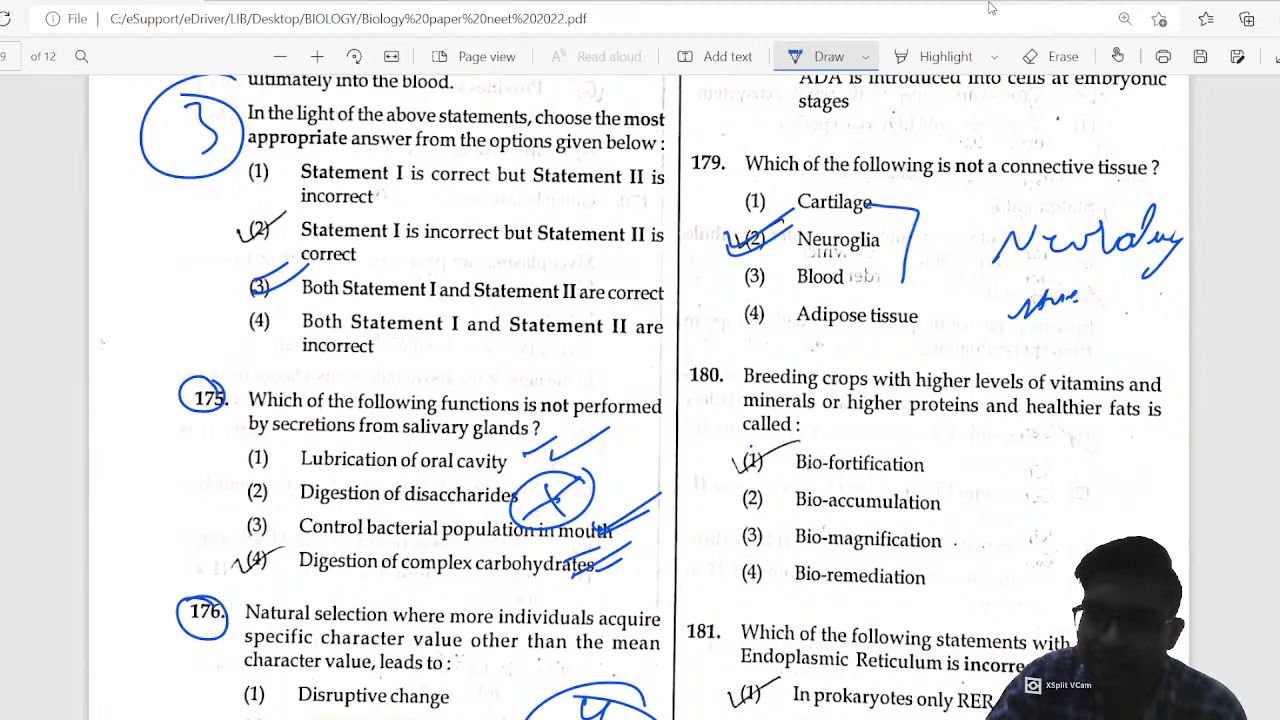 File
C:/eSupport/eDriver/LIB/Desktop/BIOLOGY/Biology%20paper%20neet%202022.pdf
9 of 12
Page view
Read aloud
Add text
Draw
Highlight
Erase
ultimately into the blood.
3
In the light of the above statements, choose the most
appropriate answer from the options given below :
(1) Statement I is correct but Statement II is
incorrect
(2) Statement I is incorrect but Statement II is
correct
(3) Both Statement I and Statement II are correct
(4) Both Statement I and Statement II are
incorrect
175. Which of the following functions is not performed
by secretions from salivary glands ?
(1) Lubrication of oral cavity
(2) Digestion of disaccharides
(3) Control bacterial population in mouth
(4) Digestion of complex carbohydrates
176. Natural selection where more individuals acquire
specific character value other than the mean
character value, leads to :
(1) Disruptive change
ADA is introduced into cells at embryonic
stages
179. Which of the following is not a connective tissue ?
(1) Cartilage
(2) Neuroglia
(3) Blood
(4) Adipose tissue
180. Breeding crops with higher levels of vitamins and
minerals or higher proteins and healthier fats is
called :
(1) Bio-fortification
(2) Bio-accumulation
(3) Bio-magnification
(4) Bio-remediation
181. Which of the following statements with
Endoplasmic Reticulum is incorre
(1) In prokaryotes only RER
XSplit VCam